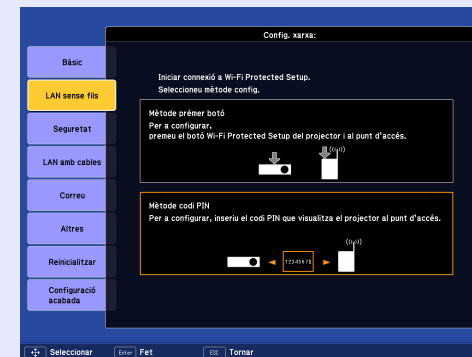 Config. xarxa:
Bàsic
LAN sense fils
Seguretat
LAN amb cables
Correu
Altres
Reinicialitzar
Configuració
acabada
Iniciar connexió a Wi-Fi Protected Setup.
Seleccioneu mètode config.
Mètode prémer botó
Per a configurar,
premeu el botó Wi-Fi Protected Setup del projector i al punt d'accés.
Mètode codi PIN
Per a configurar, inseriu el codi PIN que visualitza el projector al punt d'accés.
12345678
Seleccionar Enter Fet ESC Tornar